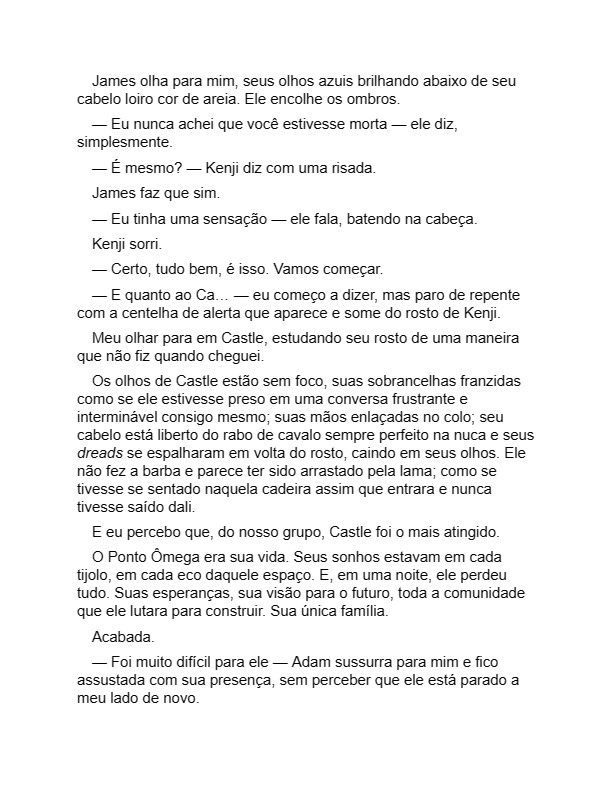 James olha para mim, seus olhos azuis brilhando abaixo de seu
cabelo loiro cor de areia. Ele encolhe os ombros.
— Eu nunca achei que você estivesse morta — ele diz,
simplesmente.
— É mesmo? — Kenji diz com uma risada.
James faz que sim.
— Eu tinha uma sensação — ele fala, batendo na cabeça.
Kenji sorri.
— Certo, tudo bem, é isso. Vamos começar.
— E quanto ao Ca… — eu começo a dizer, mas paro de repente
com a centelha de alerta que aparece e some do rosto de Kenji.
Meu olhar para em Castle, estudando seu rosto de uma maneira
que não fiz quando cheguei.
Os olhos de Castle estão sem foco, suas sobrancelhas franzidas
como se ele estivesse preso em uma conversa frustrante e
interminável consigo mesmo; suas mãos enlaçadas no colo; seu
cabelo está liberto do rabo de cavalo sempre perfeito na nuca e seus
dreads se espalharam em volta do rosto, caindo em seus olhos. Ele
não fez a barba e parece ter sido arrastado pela lama; como se
tivesse se sentado naquela cadeira assim que entrara e nunca
tivesse saído dali.
E eu percebo que, do nosso grupo, Castle foi o mais atingido.
O Ponto Ômega era sua vida. Seus sonhos estavam em cada
tijolo, em cada eco daquele espaço. E, em uma noite, ele perdeu
tudo. Suas esperanças, sua visão para o futuro, toda a comunidade
que ele lutara para construir. Sua única família.
Acabada.
— Foi muito difícil para ele — Adam sussurra para mim e fico
assustada com sua presença, sem perceber que ele está parado a
meu lado de novo.